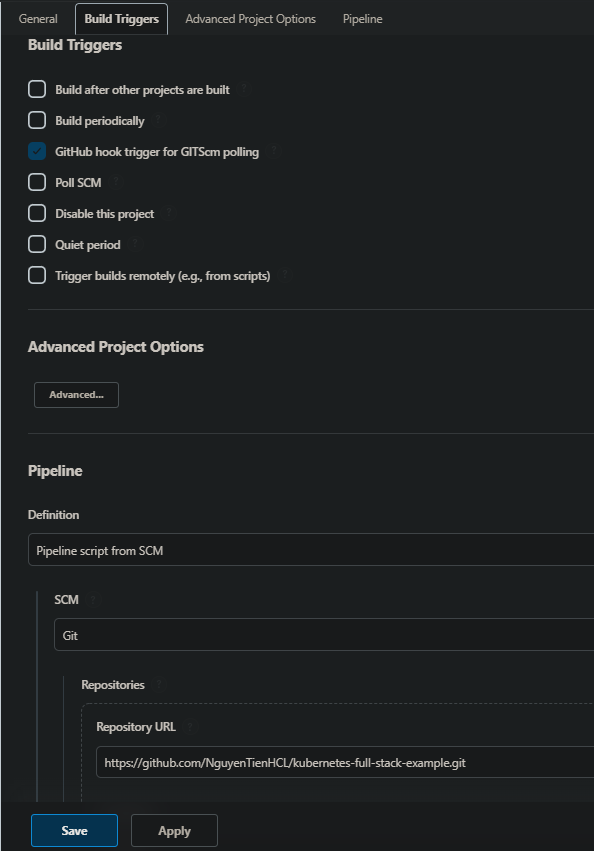 General Build Triggers Advanced Project Options Pipeline
Build Triggers
Build after other projects are built ?
Build periodically ?
GitHub hook trigger for GITScm polling ?
Poll SCM ?
Disable this project ?
Quiet period ?
Trigger builds remotely (e.g., from scripts) ?
Advanced Project Options
Advanced...
Pipeline
Definition
Pipeline script from SCM
SCM ?
Git
Repositories ?
Repository URL ?
https://github.com/NguyenTienHCL/kubernetes-full-stack-example.git
Save Apply